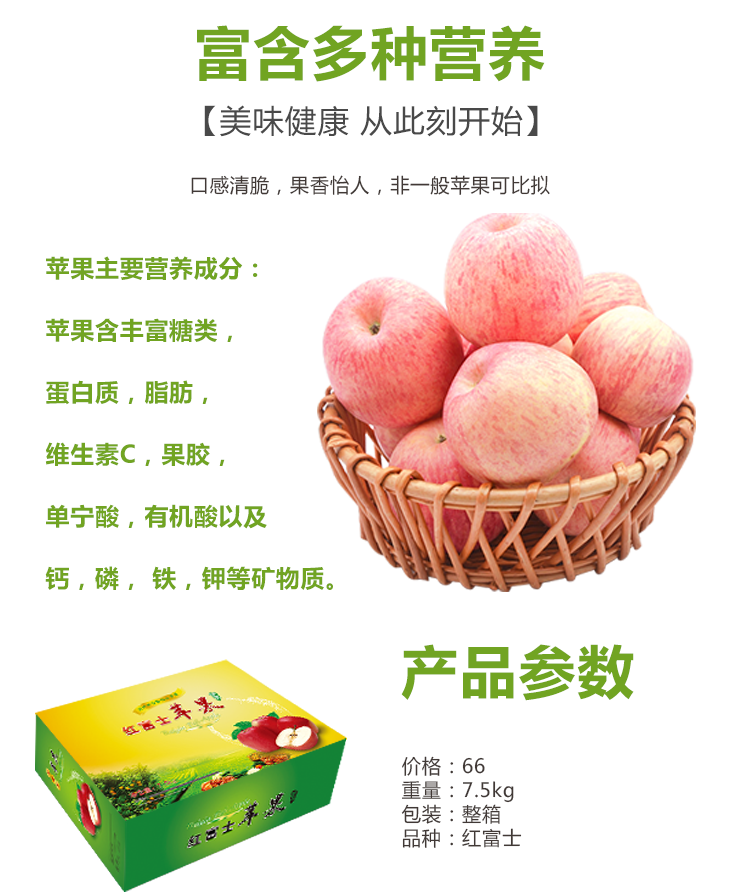 富含多种营养
【美味健康 从此刻开始】
口感清脆，果香怡人，非一般苹果可比拟
苹果主要营养成分：
苹果含丰富糖类，
蛋白质，脂肪，
维生素C，果胶，
单宁酸，有机酸以及
钙，磷， 铁，钾等矿物质。
红富士苹果
红富士苹果
产品参数
价格：66
重量：7.5kg
包装：整箱
品种：红富士